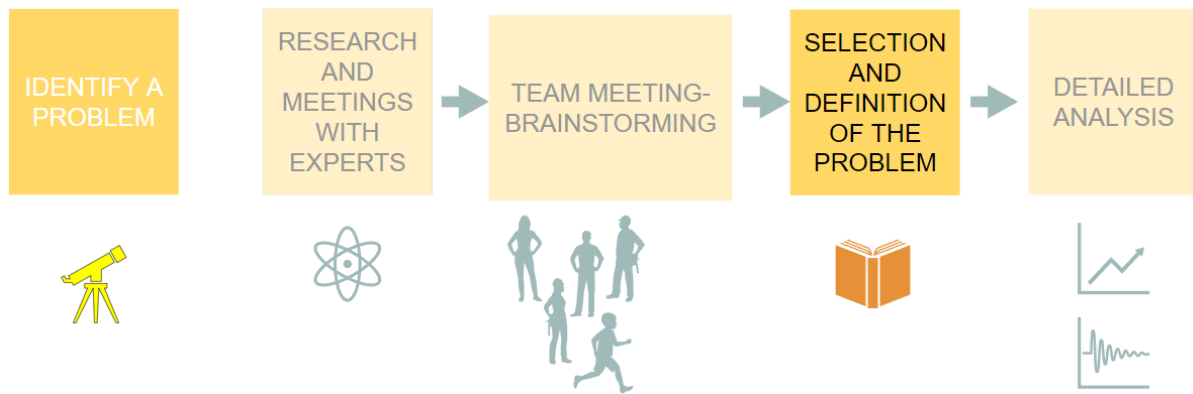 IDENTIFY A
PROBLEM
RESEARCH
AND
MEETINGS
WITH
EXPERTS
TEAM MEETING-
BRAINSTORMING
SELECTION
AND
DEFINITION
OF THE
PROBLEM
DETAILED
ANALYSIS